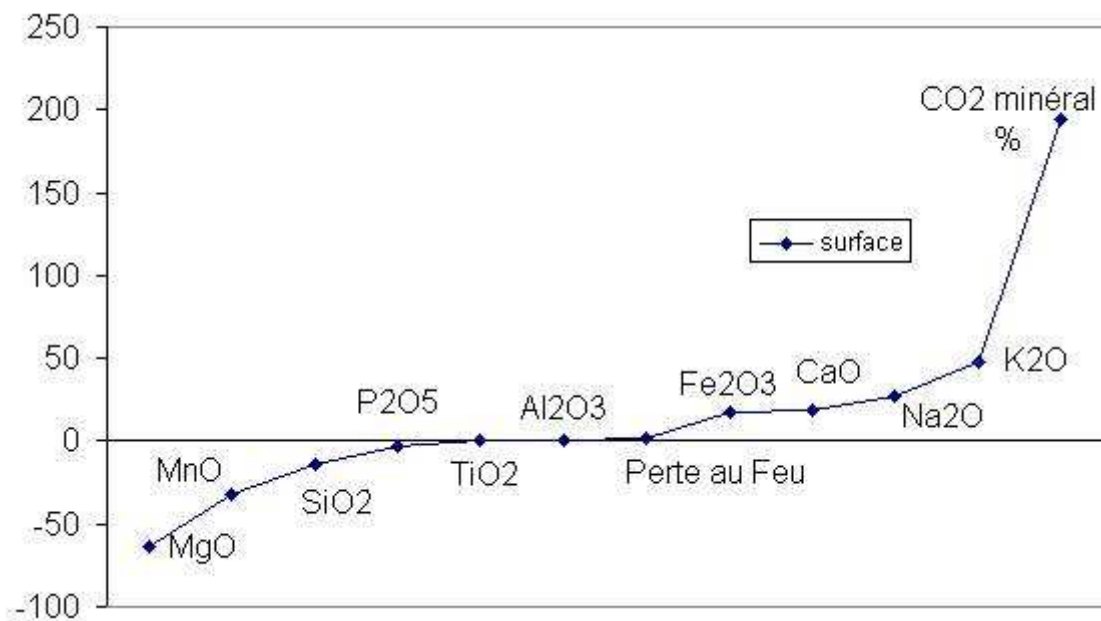 250
200
150
100
50
0
-50
-100
CO2 minéral
%
surface
K2O
Fe2O3
CaO
P2O5
Al2O3
Na2O
MnO
TiO2
Perte au Feu
SiO2
MgO